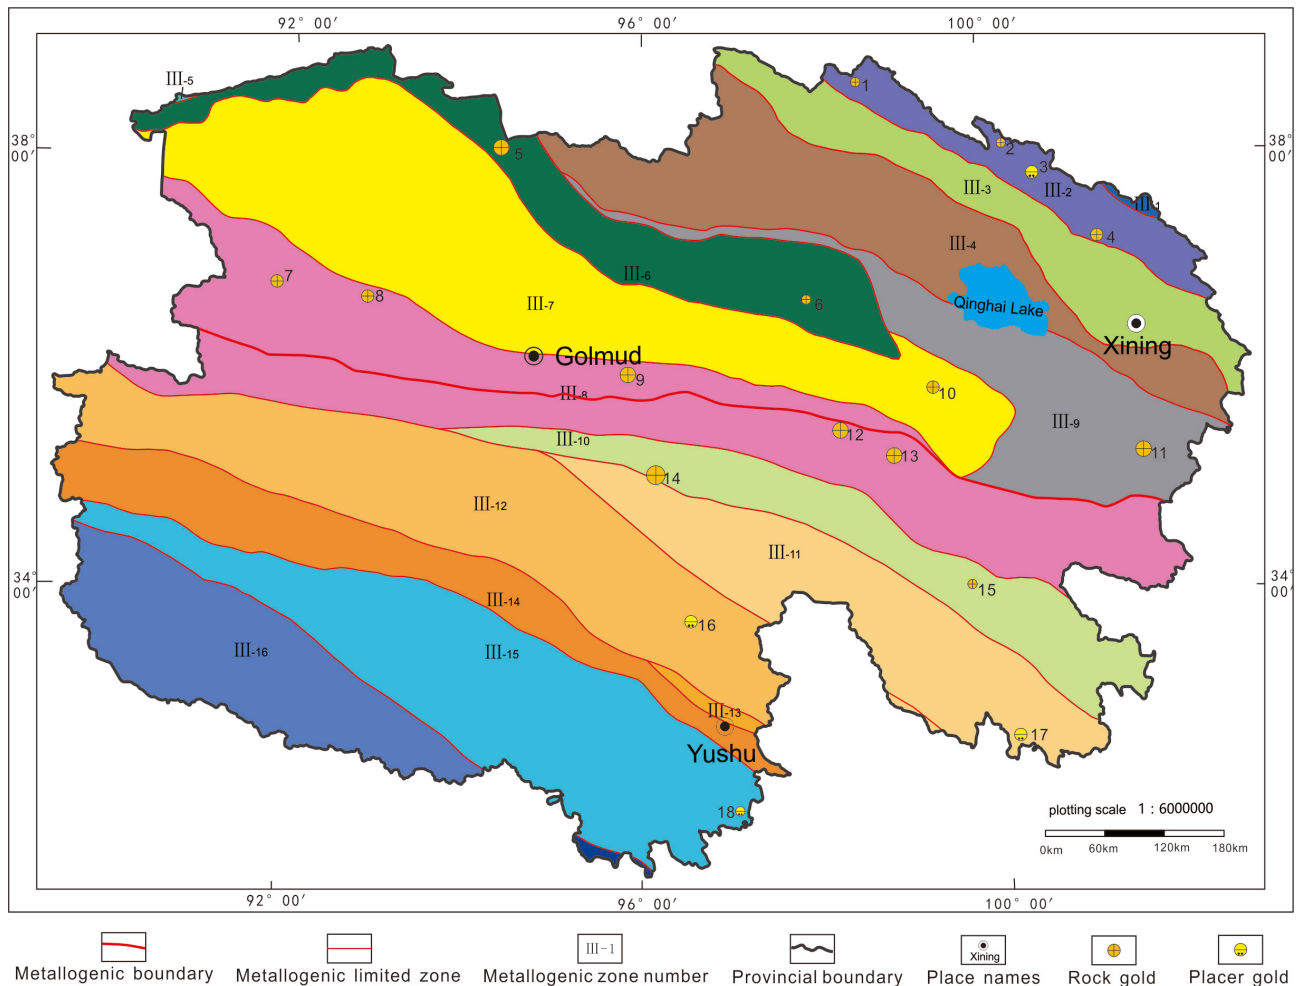 92° 00′
96° 00′
100° 00′
III-5
1
38°
00′
38°
00′
5
2
3
III-3
III-2
III-1
4
III-4
7
8
III-6
6
III-7
Qinghai Lake
Xining
Golmud
9
III-8
10
III-9
12
13
11
III-10
14
III-12
III-11
34°
00′
34°
00′
15
III-14
16
III-16
III-15
III-13
17
Yushu
18
plotting scale 1 : 6000000
0km 60km 120km 180km
92° 00′
96° 00′
100° 00′
III-1
Xining
Metallogenic boundary
Metallogenic limited zone
Metallogenic zone number
Provincial boundary
Place names
Rock gold
Placer gold